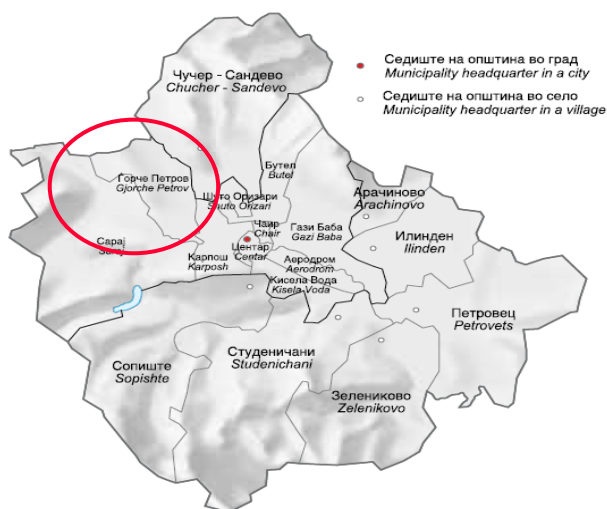 Седиште на општина во град
Municipality headquarter in a city
Седиште на општина во село
Municipality headquarter in a village
Чучер - Сандево
Chucher - Sandevo
Бутел
Butel
Ѓорче Петров
Gjorche Petrov
Шуто Оризари
Shuto Orizari
Арачиново
Arachinovo
Чаир
Chair
Гази Баба
Gazi Baba
Илинден
Ilinden
Сарај
Saraj
Карпош
Karposh
Центар
Centar
Аеродром
Aerodrom
Кисела Вода
Kisela Voda
Петровец
Petrovets
Сопиште
Sopishte
Студеничани
Studenichani
Зелениково
Zelenikovo